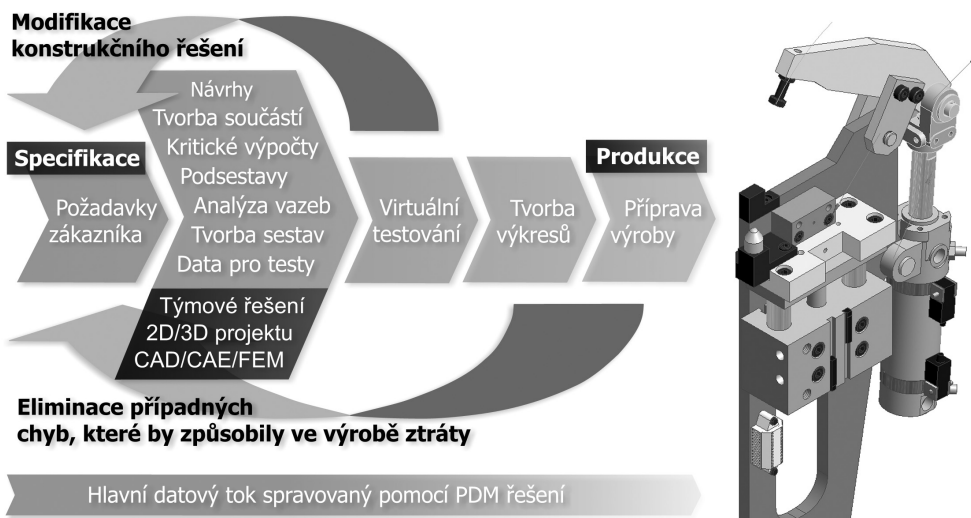 Modifikace
konstrukčního řešení
Návrhy
Tvorba součástí
Kritické výpočty
Podsestavy
Analýza vazeb
Tvorba sestav
Data pro testy
Týmové řešení
2D/3D projektu
CAD/CAE/FEM
Specifikace
Požadavky
zákazníka
Virtuální
testování
Tvorba
výkresů
Produkce
Příprava
výroby
Eliminace případných
chyb, které by způsobily ve výrobě ztráty
Hlavní datový tok spravovaný pomocí PDM řešení